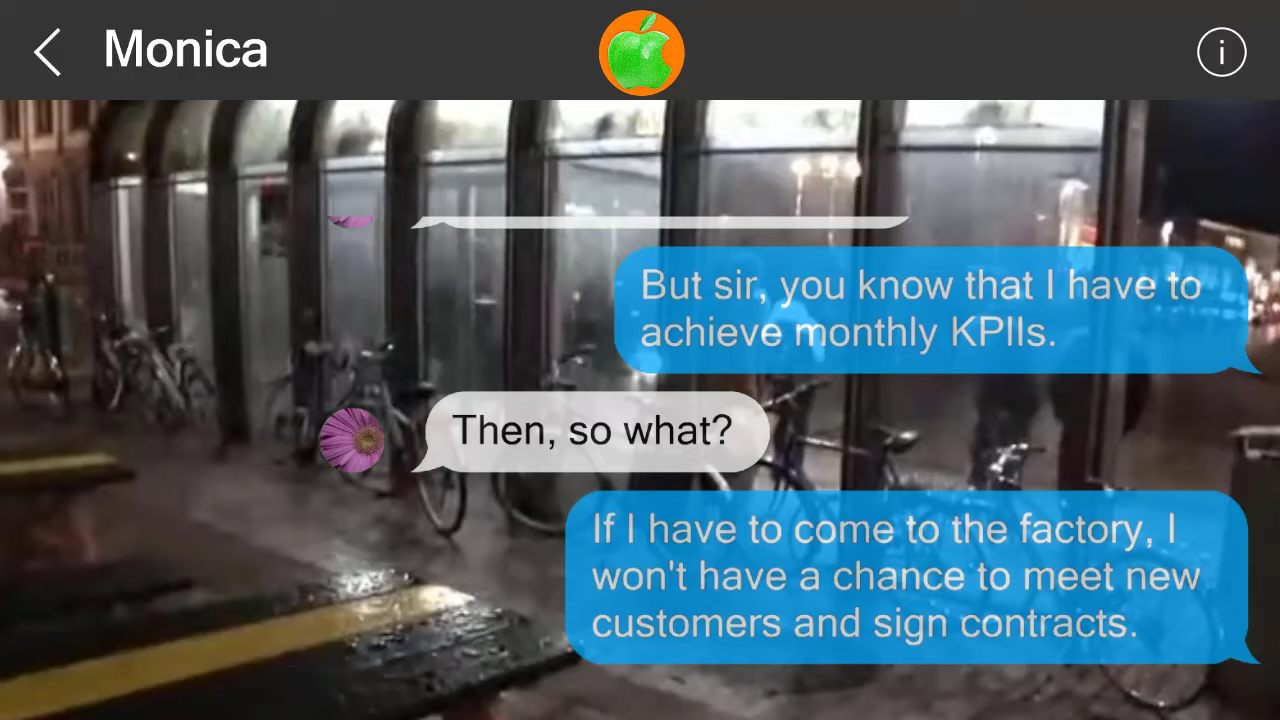 Monica
i
But sir, you know that I have to
achieve monthly KPIIs.
Then, so what?
If I have to come to the factory, I
won't have a chance to meet new
customers and sign contracts.